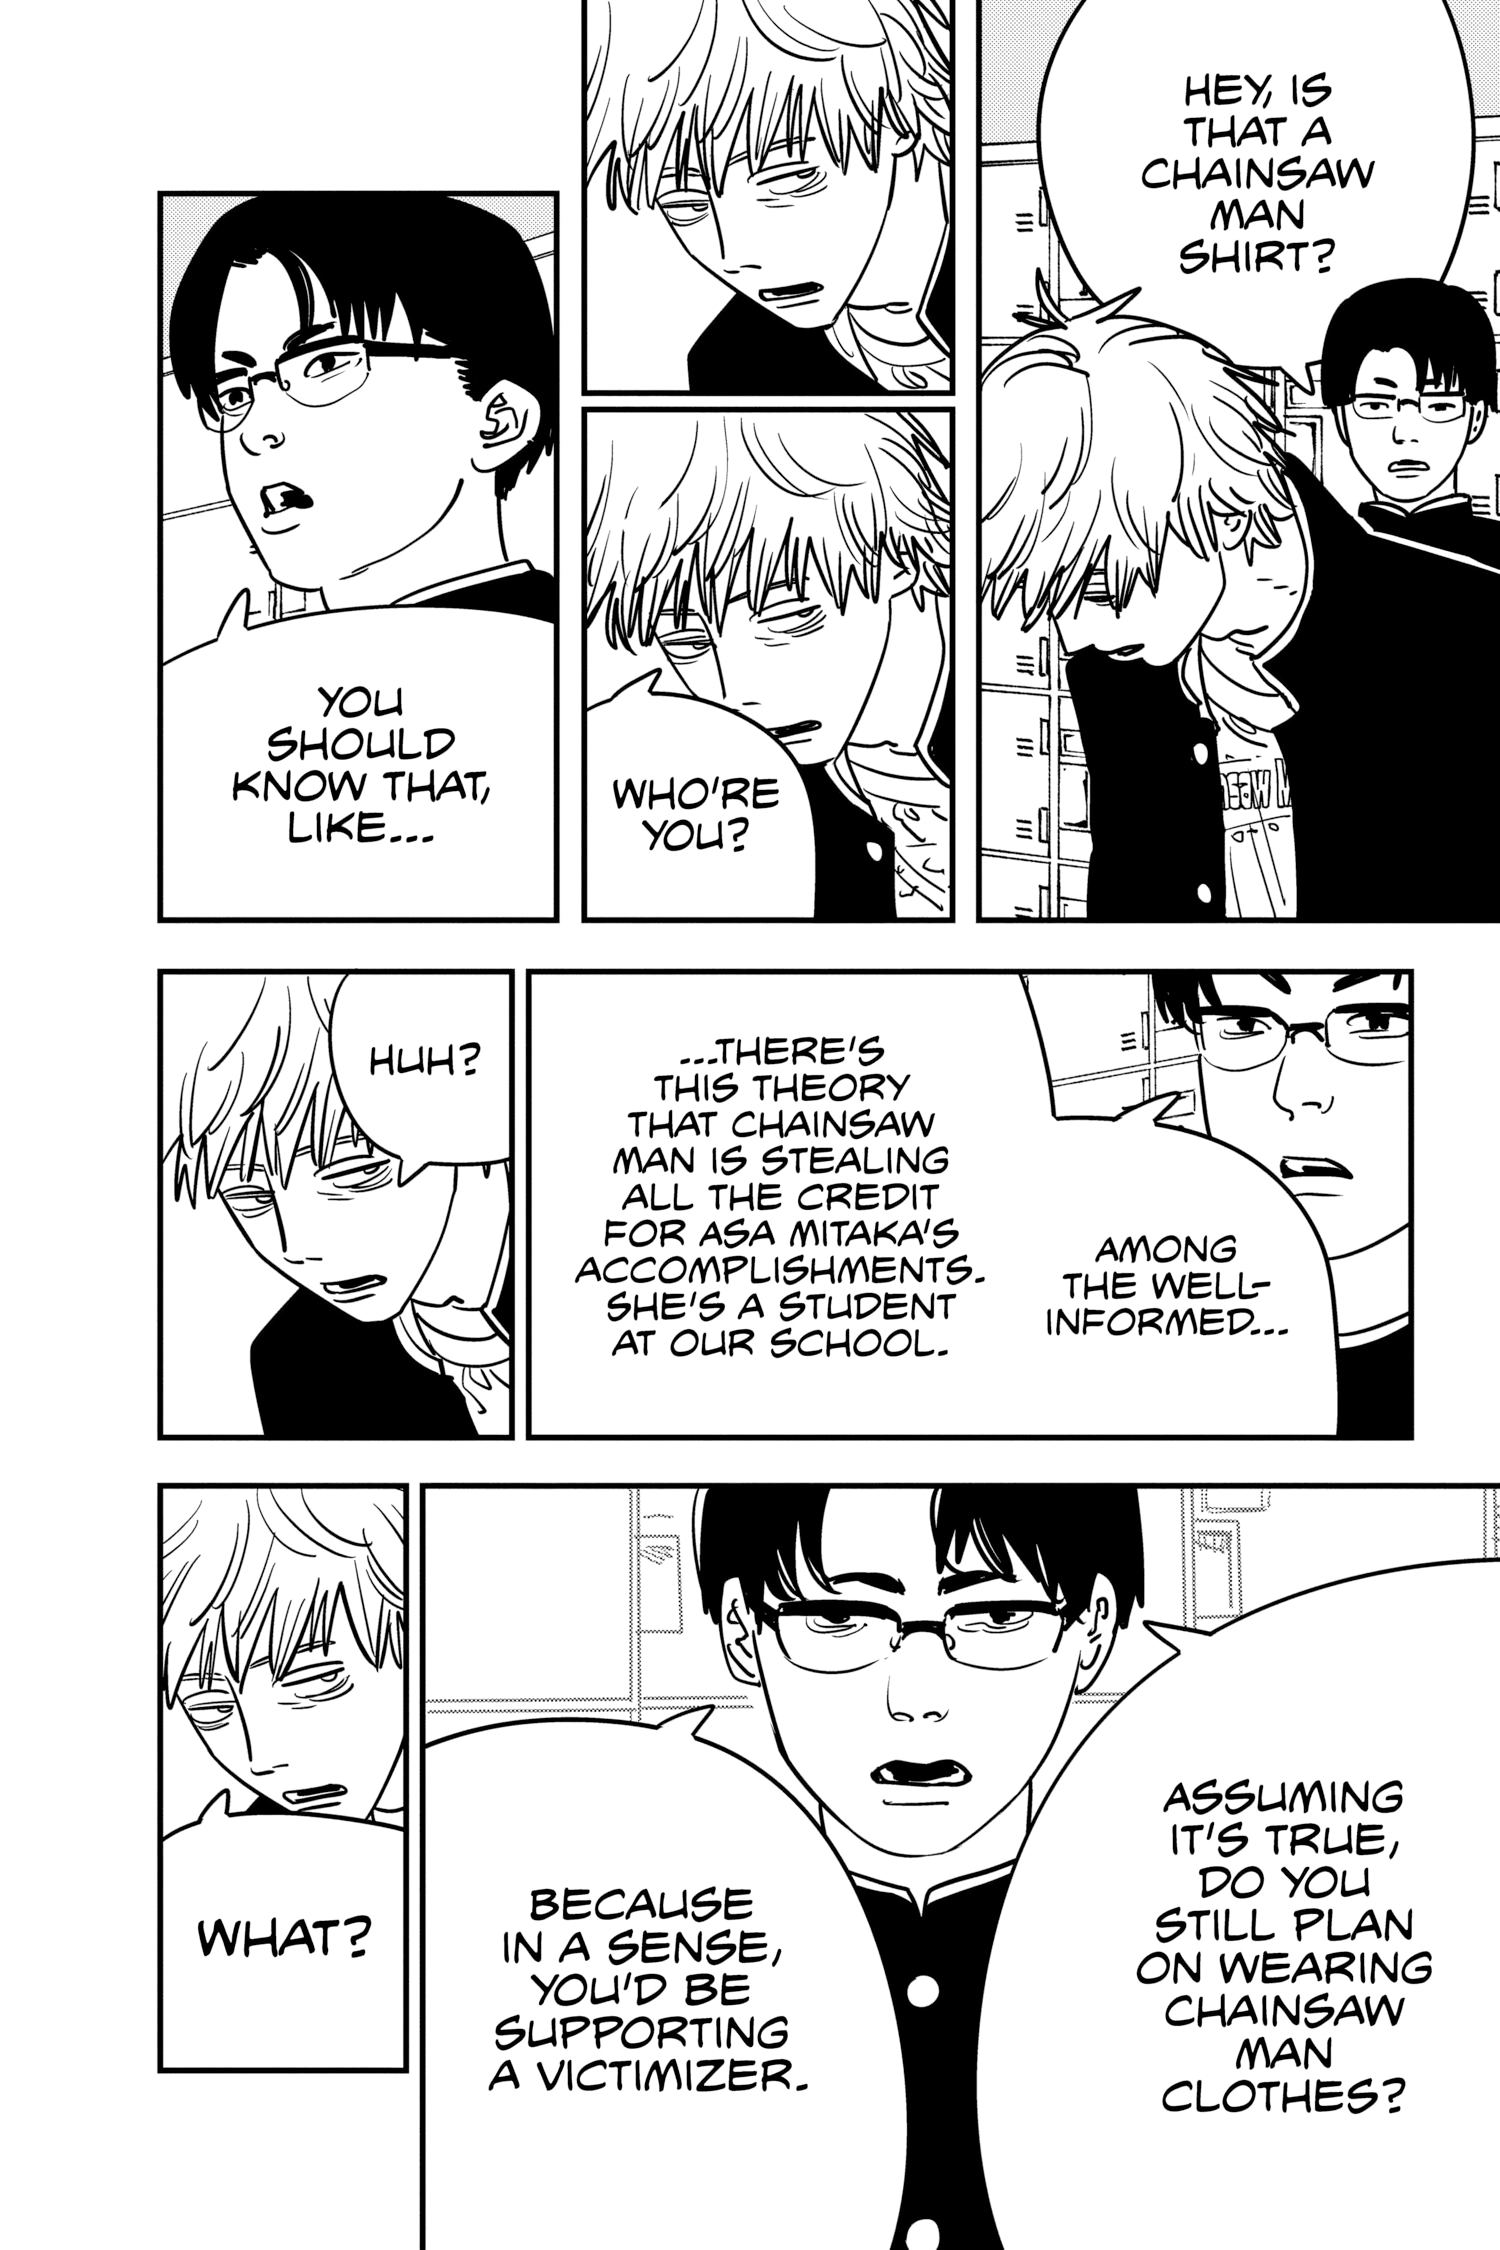 HEY, IS
THAT A
CHAINSAW
MAN
SHIRT?
WHO'RE
YOU?
YOU
SHOULD
KNOW THAT,
LIKE...
AMONG
THE WELL-
INFORMED...
...THERE'S
THIS THEORY
THAT CHAINSAW
MAN IS STEALING
ALL THE CREDIT
FOR ASA MITAKA'S
ACCOMPLISHMENTS.
SHE'S A STUDENT
AT OUR SCHOOL.
HUH?
ASSUMING
IT'S TRUE,
DO YOU
STILL PLAN
ON WEARING
CHAINSAW
MAN
CLOTHES?
BECAUSE
IN A SENSE,
YOU'D BE
SUPPORTING
A VICTIMIZER.
WHAT?